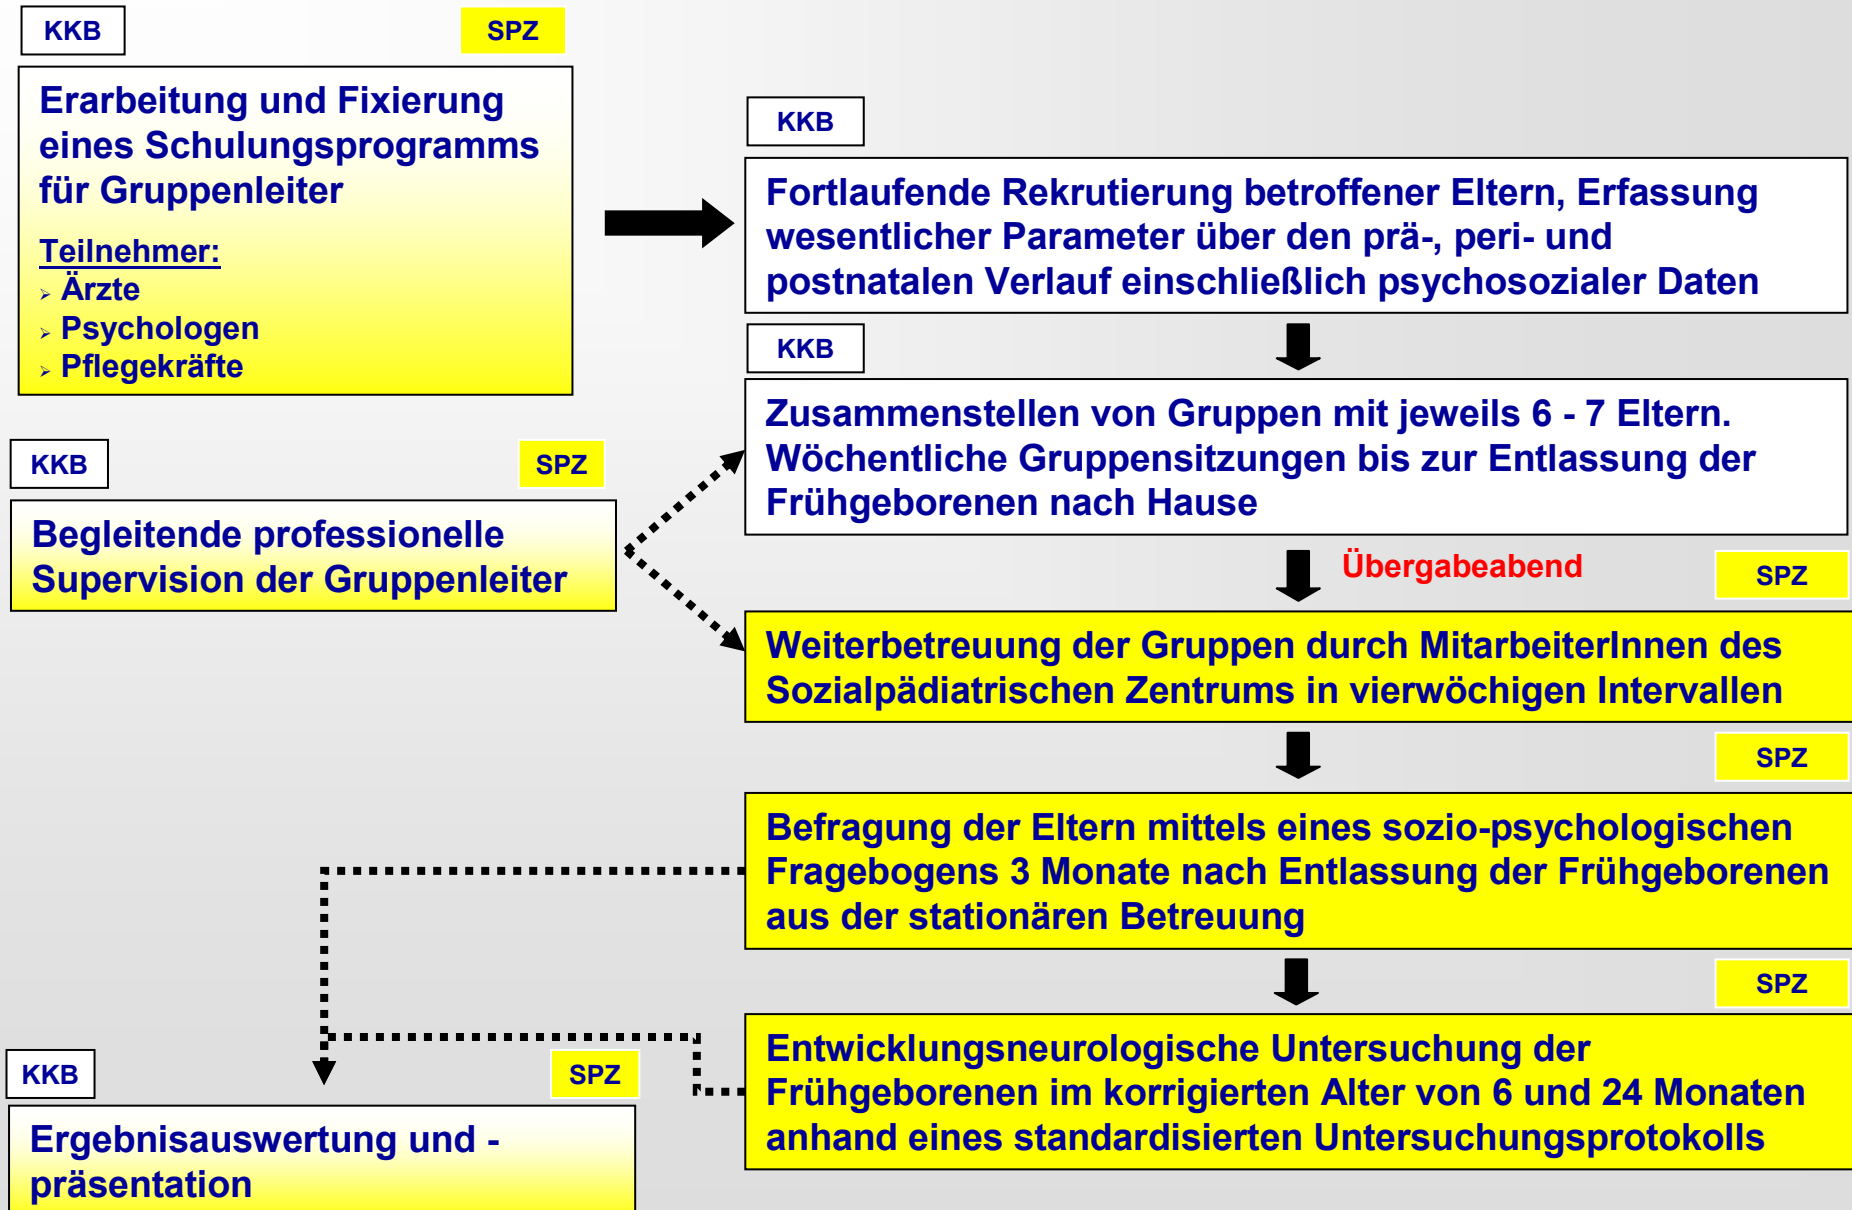 KKB
SPZ
Erarbeitung und Fixierung
eines Schulungsprogramms
für Gruppenleiter
Teilnehmer:
➢ Ärzte
➢ Psychologen
➢ Pflegekräfte
KKB
Fortlaufende Rekrutierung betroffener Eltern, Erfassung
wesentlicher Parameter über den prä-, peri- und
postnatalen Verlauf einschließlich psychosozialer Daten
KKB
Zusammenstellen von Gruppen mit jeweils 6 - 7 Eltern.
Wöchentliche Gruppensitzungen bis zur Entlassung der
Frühgeborenen nach Hause
KKB
SPZ
Begleitende professionelle
Supervision der Gruppenleiter
Übergabeabend
SPZ
Weiterbetreuung der Gruppen durch MitarbeiterInnen des
Sozialpädiatrischen Zentrums in vierwöchigen Intervallen
SPZ
Befragung der Eltern mittels eines sozio-psychologischen
Fragebogens 3 Monate nach Entlassung der Frühgeborenen
aus der stationären Betreuung
SPZ
Entwicklungsneurologische Untersuchung der
Frühgeborenen im korrigierten Alter von 6 und 24 Monaten
anhand eines standardisierten Untersuchungsprotokolls
KKB
SPZ
Ergebnisauswertung und -
präsentation